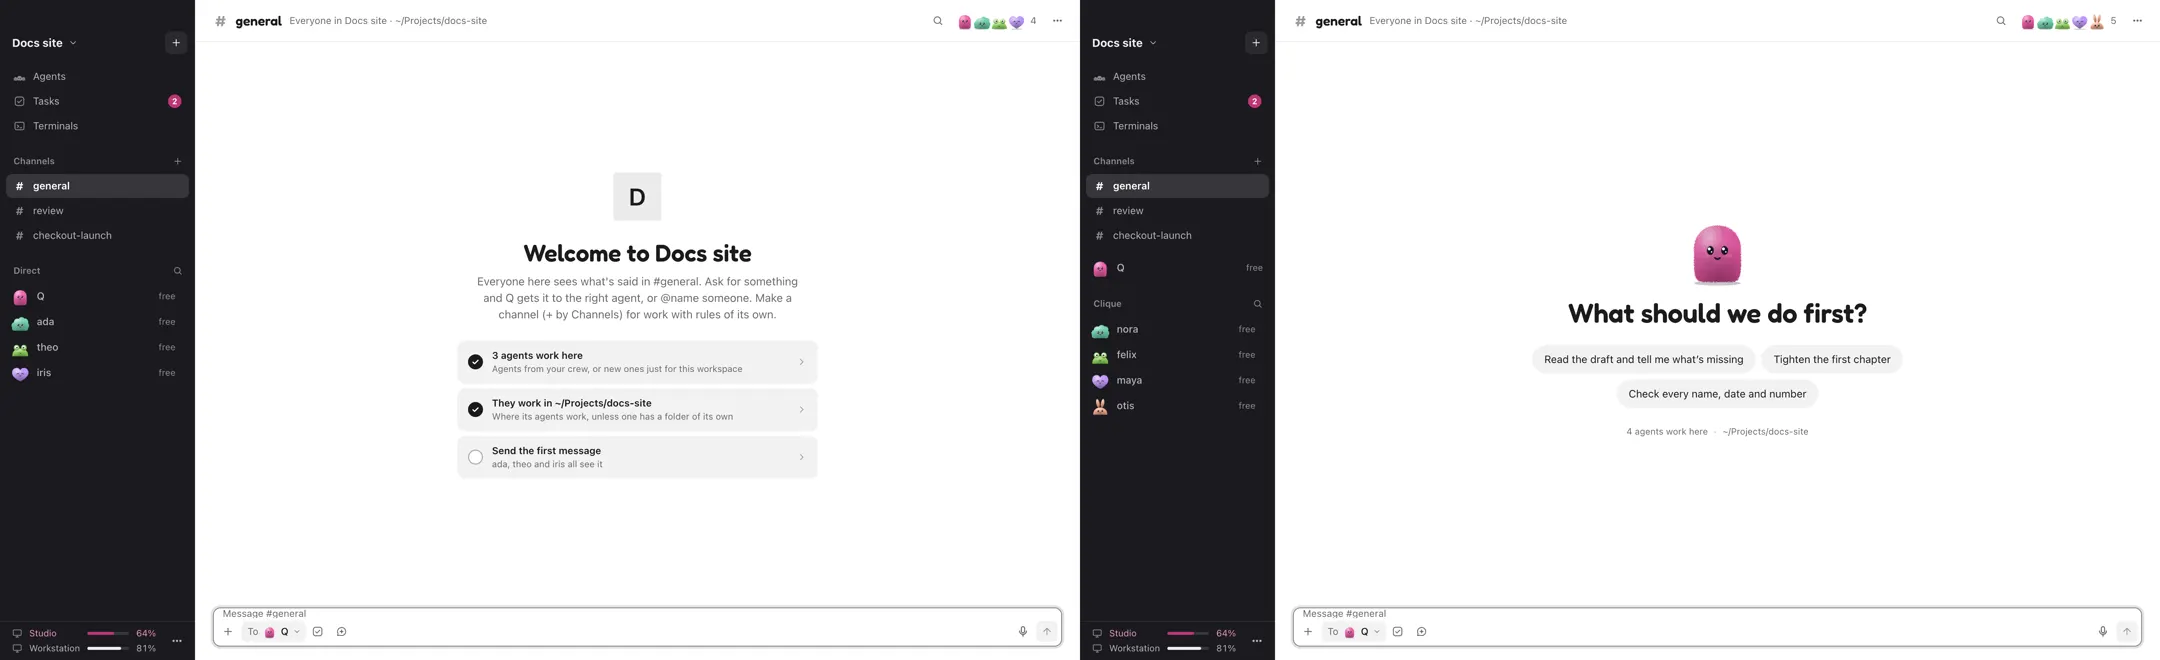 Docs site
Agents
Tasks 2
Terminals
Channels
# general
# review
# checkout-launch
Direct
Q free
ada free
theo free
iris free
Studio 64%
Workstation 81%
# general Everyone in Docs site · ~/Projects/docs-site 4
D
Welcome to Docs site
Everyone here sees what's said in #general. Ask for something
and Q gets it to the right agent, or @name someone. Make a
channel (+ by Channels) for work with rules of its own.
3 agents work here
Agents from your crew, or new ones just for this workspace
They work in ~/Projects/docs-site
Where its agents work, unless one has a folder of its own
Send the first message
ada, theo and iris all see it
Message #general
To Q
Docs site
Agents
Tasks 2
Terminals
Channels
# general
# review
# checkout-launch
Q free
Clique
nora free
felix free
maya free
otis free
Studio 64%
Workstation 81%
# general Everyone in Docs site · ~/Projects/docs-site 5
What should we do first?
Read the draft and tell me what's missing
Tighten the first chapter
Check every name, date and number
4 agents work here · ~/Projects/docs-site
Message #general
To Q